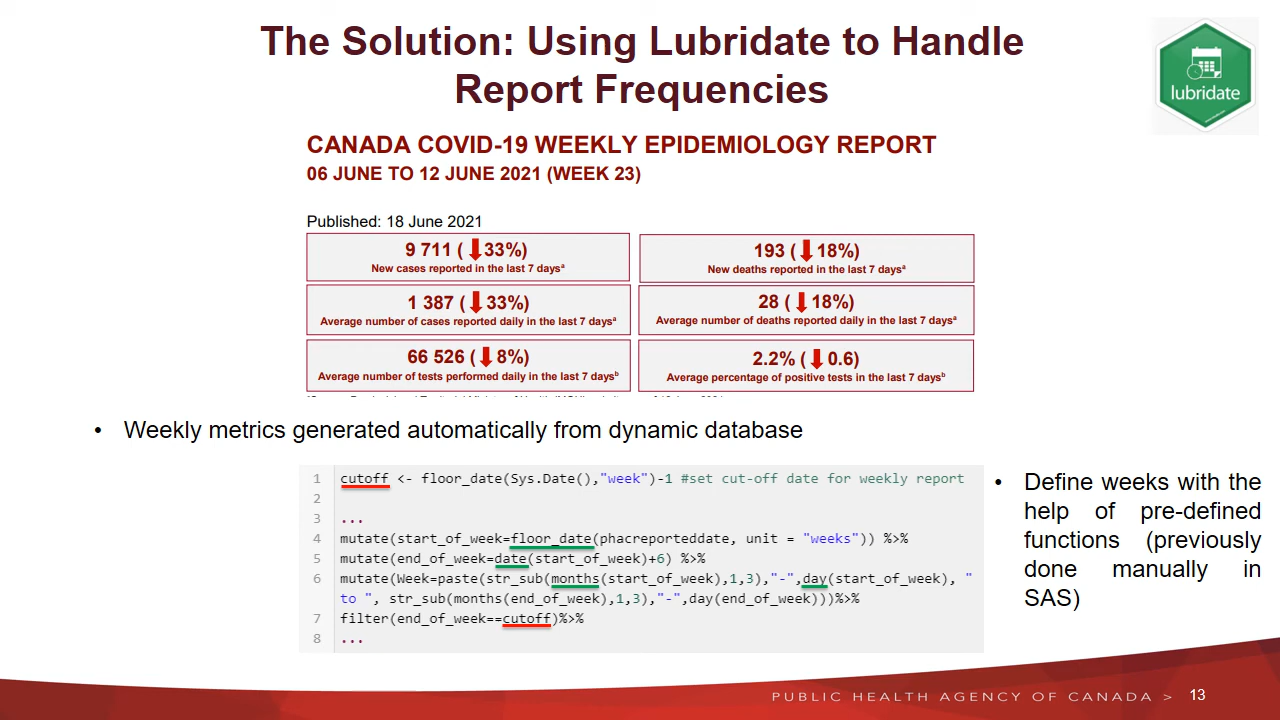 The Solution: Using Lubridate to Handle
Report Frequencies
lubridate
CANADA COVID-19 WEEKLY EPIDEMIOLOGY REPORT
06 JUNE TO 12 JUNE 2021 (WEEK 23)
Published: 18 June 2021
9 711 (⬇33%)
New cases reported in the last 7 daysᵃ
193 (⬇18%)
New deaths reported in the last 7 daysᵃ
1 387 (⬇33%)
Average number of cases reported daily in the last 7 daysᵃ
28 (⬇18%)
Average number of deaths reported daily in the last 7 daysᵃ
66 526 (⬇8%)
Average number of tests performed daily in the last 7 daysᵇ
2.2% (⬇0.6)
Average percentage of positive tests in the last 7 daysᵇ
• Weekly metrics generated automatically from dynamic database
1 cutoff <- floor_date(Sys.Date(),"week")-1 #set cut-off date for weekly report
2
3 ...
4 mutate(start_of_week=floor_date(phacreporteddate, unit = "weeks")) %>%
5 mutate(end_of_week=date(start_of_week)+6) %>%
6 mutate(Week=paste(str_sub(months(start_of_week),1,3),"-",day(start_of_week), "
to ", str_sub(months(end_of_week),1,3),"-",day(end_of_week)))%>%
7 filter(end_of_week==cutoff)%>%
8 ...
• Define weeks with the
help of pre-defined
functions (previously
done manually in
SAS)
PUBLIC HEALTH AGENCY OF CANADA > 13